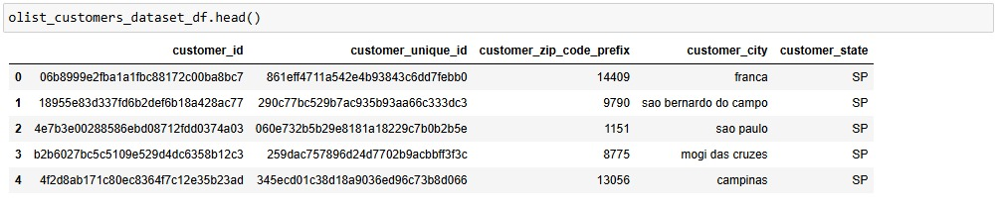 olist_customers_dataset_df.head()
customer_id customer_unique_id customer_zip_code_prefix customer_city customer_state
0 06b8999e2fba1a1fbc88172c00ba8bc7 861eff4711a542e4b93843c6dd7febb0 14409 franca SP
1 18955e83d337fd6b2def6b18a428ac77 290c77bc529b7ac935b93aa66c333dc3 9790 sao bernardo do campo SP
2 4e7b3e00288586ebd08712fdd0374a03 060e732b5b29e8181a18229c7b0b2b5e 1151 sao paulo SP
3 b2b6027bc5c5109e529d4dc6358b12c3 259dac757896d24d7702b9acbbff3f3c 8775 mogi das cruzes SP
4 4f2d8ab171c80ec8364f7c12e35b23ad 345ecd01c38d18a9036ed96c73b8d066 13056 campinas SP